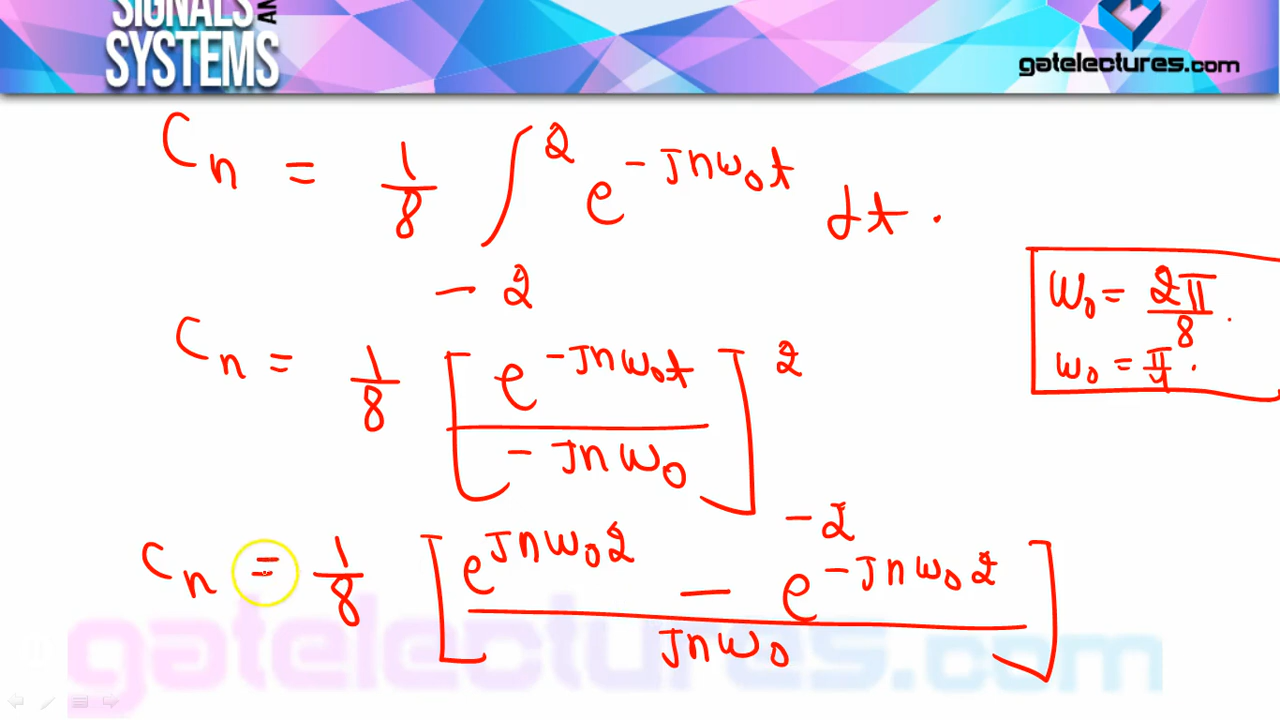 SIGNALS AND
SYSTEMS
gatelectures.com
Cn = 1/8 ∫_{-2}^{2} e^{-Jnω₀t} dt.
ω₀ = 2π/8.
ω₀ = π/4.
Cn = 1/8 [e^{-Jnω₀t} / -Jnω₀]_{-2}^{2}
Cn = 1/8 [e^{Jnω₀2} - e^{-Jnω₀2} / Jnω₀]
gatelectures.com